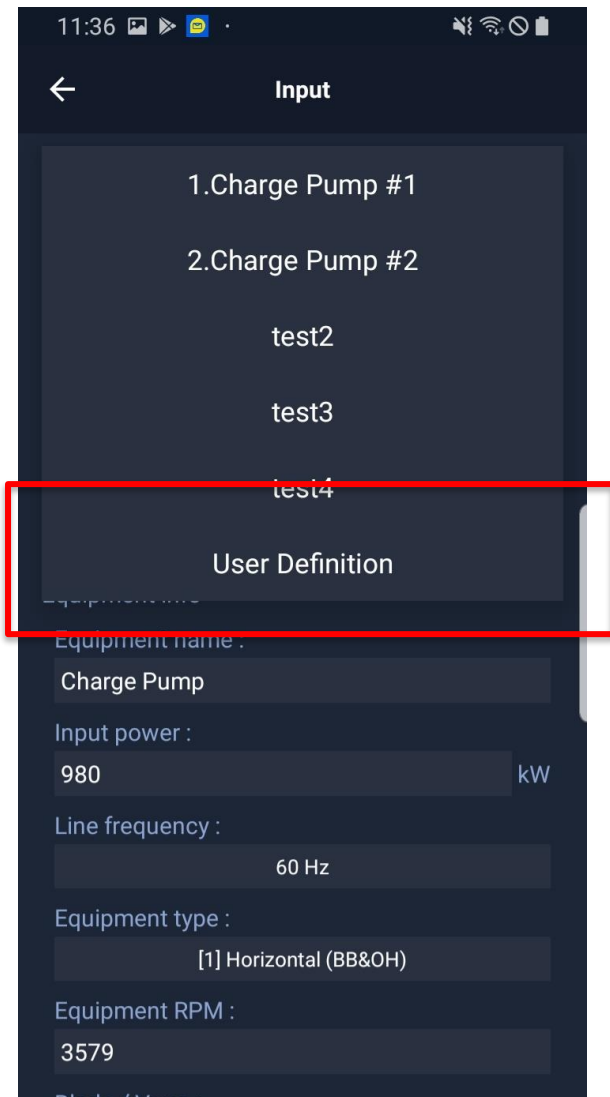 11:36
Input
1.Charge Pump #1
2.Charge Pump #2
test2
test3
test4
User Definition
Equipment name :
Charge Pump
Input power :
980 kW
Line frequency :
60 Hz
Equipment type :
[1] Horizontal (BB&OH)
Equipment RPM :
3579